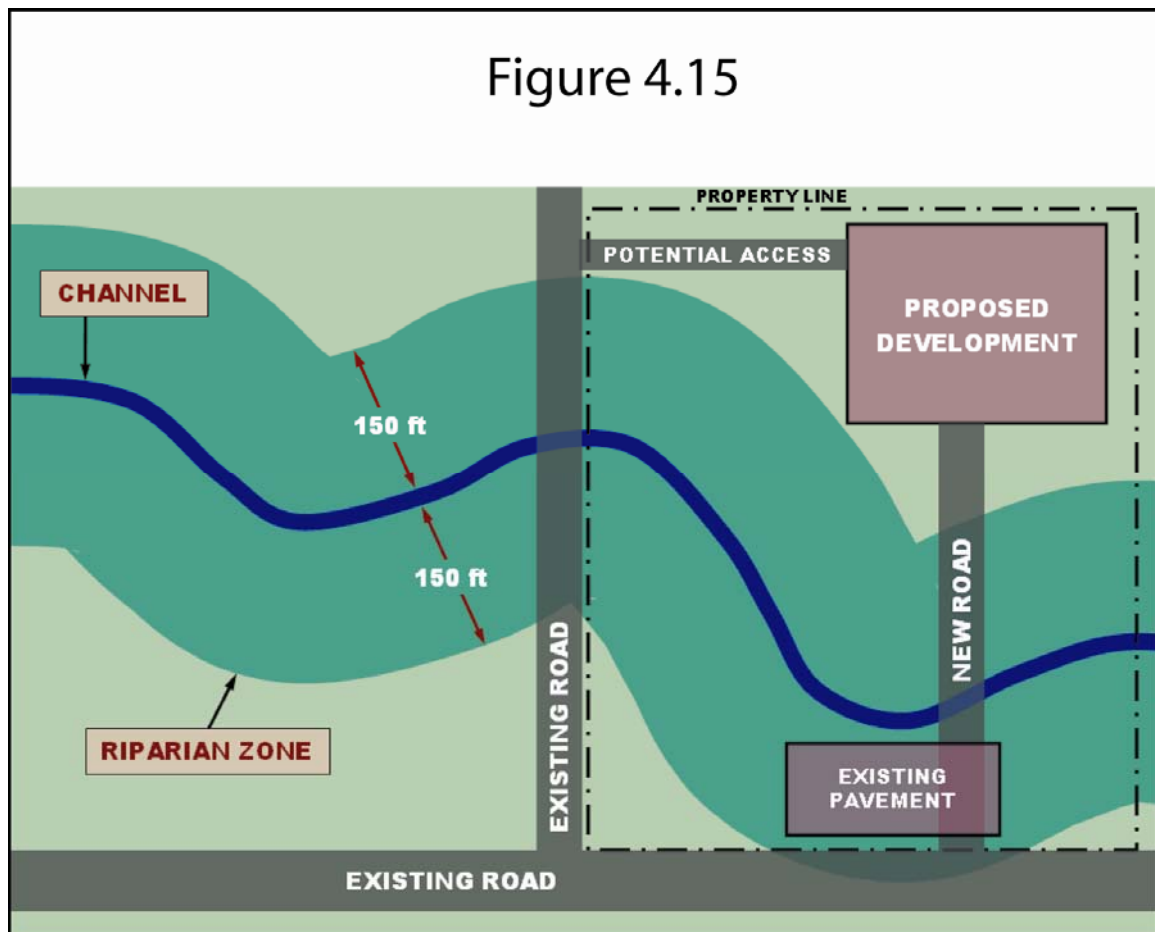 Figure 4.15
PROPERTY LINE
POTENTIAL ACCESS
CHANNEL
PROPOSED
DEVELOPMENT
150 ft
150 ft
NEW ROAD
EXISTING ROAD
RIPARIAN ZONE
EXISTING
PAVEMENT
EXISTING ROAD